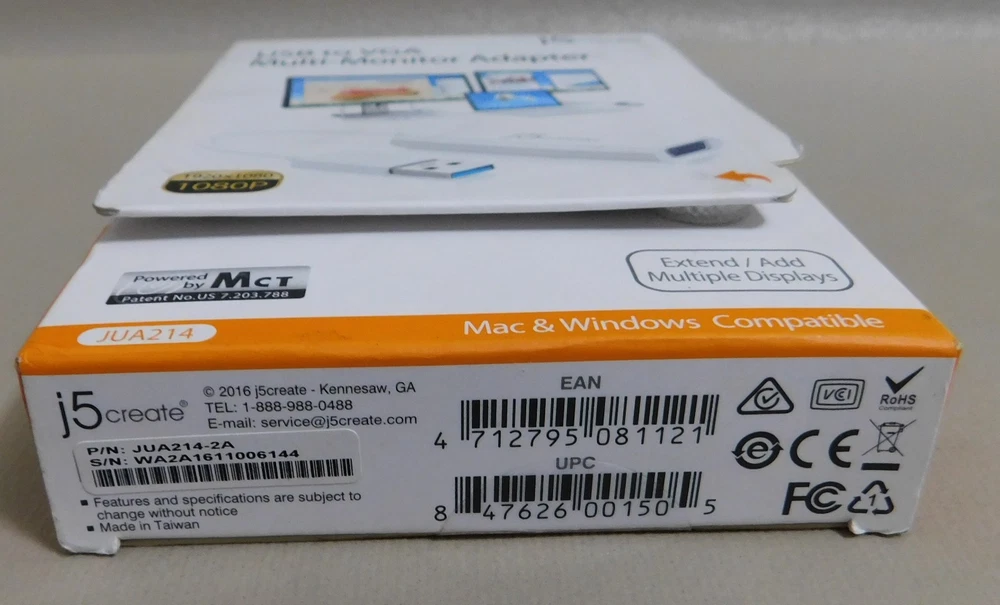 USB to VGA
Multi-Monitor Adapter
j5
1920x1080
1080P
Powered
by MCT
Patent No.US 7.203.788
Extend / Add
Multiple Displays
JUA214
Mac & Windows Compatible
j5create®
© 2016 j5create - Kennesaw, GA
TEL: 1-888-988-0488
E-mail: service@j5create.com
P/N: JUA214-2A
S/N: WA2A1611006144
▪ Features and specifications are subject to
change without notice
▪ Made in Taiwan
EAN
4 712795 081121
UPC
8 47626 00150 5
VCI
RoHS
Compliant
e
CE
FC
1